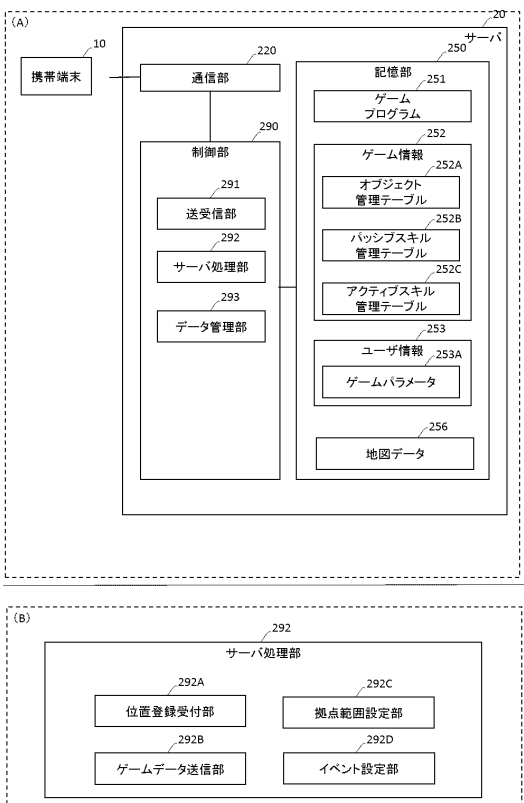 (A)
20
サーバ
10
携帯端末
220
通信部
250
記憶部
251
ゲーム
プログラム
290
制御部
252
ゲーム情報
252A
オブジェクト
管理テーブル
291
送受信部
252B
パッシブスキル
管理テーブル
292
サーバ処理部
252C
アクティブスキル
管理テーブル
293
データ管理部
253
ユーザ情報
253A
ゲームパラメータ
256
地図データ
(B)
292
サーバ処理部
292A
位置登録受付部
292C
拠点範囲設定部
292B
ゲームデータ送信部
292D
イベント設定部